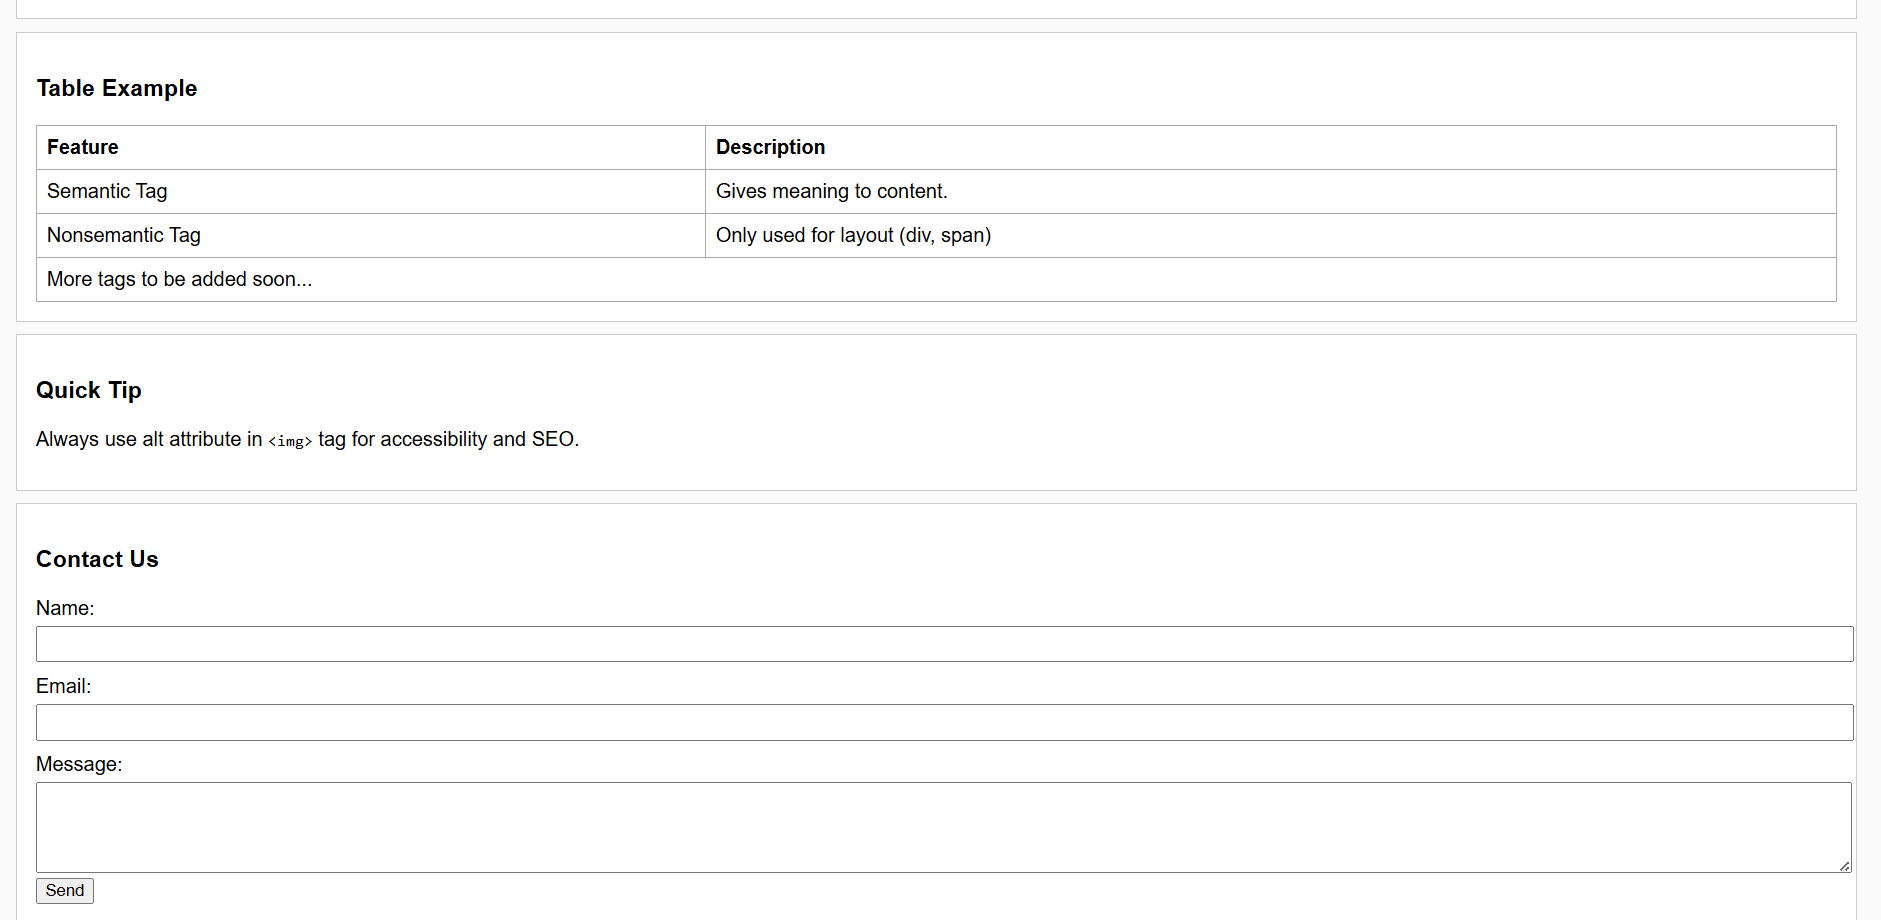 Table Example
Feature Description
Semantic Tag Gives meaning to content.
Nonsemantic Tag Only used for layout (div, span)
More tags to be added soon...
Quick Tip
Always use alt attribute in <img> tag for accessibility and SEO.
Contact Us
Name:
Email:
Message:
Send